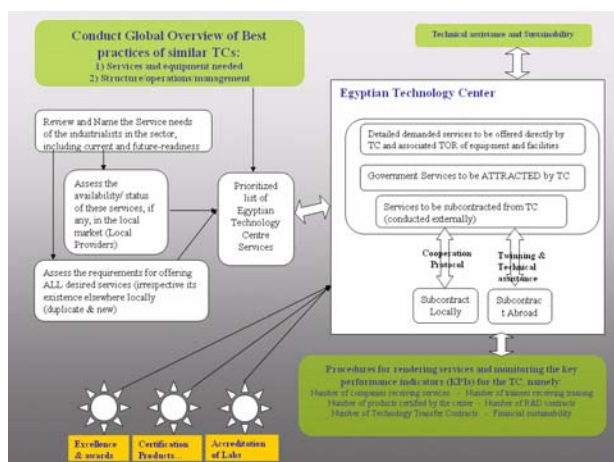 Conduct Global Overview of Best
practices of similar TCs:
1) Services and equipment needed
2) Structure/operations/management
Technical assistance and Sustainability
Egyptian Technology Center
Review and Name the Service needs
of the industrialists in the sector,
including current and future-readiness
Assess the
availability/ status
of these services, if
any, in the local
market (Local
Providers)
Assess the requirements for offering
ALL desired services (irrespective its
existence elsewhere locally
(duplicate & new)
Prioritized
list of
Egyptian
Technology
Centre
Services
Detailed demanded services to be offered directly by
TC and associated TOR of equipment and facilities
Government Services to be ATTRACTED by TC
Services to be subcontracted from TC
(conducted externally)
Cooperation
Protocol
Twinning &
Technical
assistance
Subcontract
Locally
Subcontrac
t Abroad
Procedures for rendering services and monitoring the key
performance indicators (KPIs) for the TC, namely:
Number of companies receiving services - Number of trainees receiving training
Number of products certified by the center - Number of R&D contracts
Number of Technology Transfer Contracts - Financial sustainability
Excellence
& awards
Certification
Products...
Accreditation
of Labs